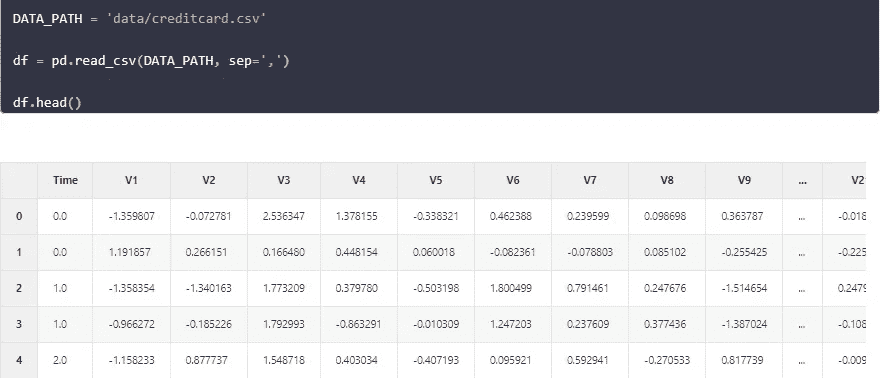 DATA_PATH = 'data/creditcard.csv'
df = pd.read_csv(DATA_PATH, sep=',')
df.head()
Time V1 V2 V3 V4 V5 V6 V7 V8 V9 ... V2
0 0.0 -1.359807 -0.072781 2.536347 1.378155 -0.338321 0.462388 0.239599 0.098698 0.363787 ... -0.018
1 0.0 1.191857 0.266151 0.166480 0.448154 0.060018 -0.082361 -0.078803 0.085102 -0.255425 ... -0.225
2 1.0 -1.358354 -1.340163 1.773209 0.379780 -0.503198 1.800499 0.791461 0.247676 -1.514654 ... 0.2479
3 1.0 -0.966272 -0.185226 1.792993 -0.863291 -0.010309 1.247203 0.237609 0.377436 -1.387024 ... -0.108
4 2.0 -1.158233 0.877737 1.548718 0.403034 -0.407193 0.095921 0.592941 -0.270533 0.817739 ... -0.009